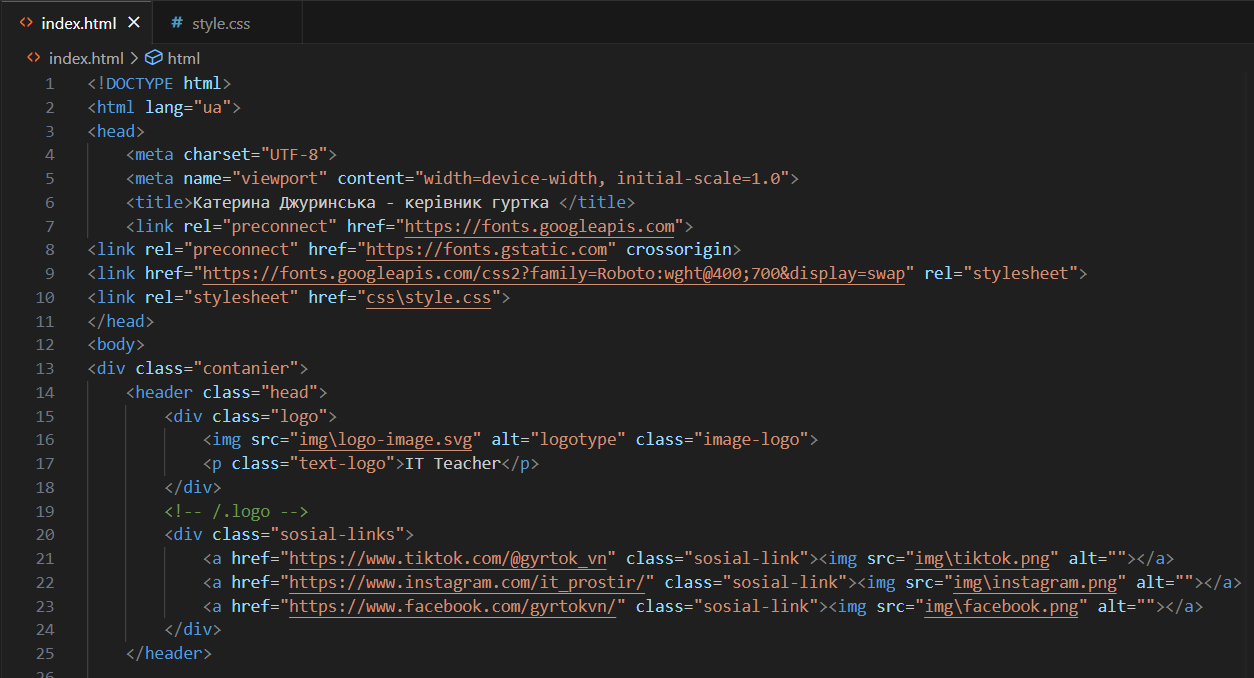 index.html
style.css
index.html > html
1 <!DOCTYPE html>
2 <html lang="ua">
3 <head>
4     <meta charset="UTF-8">
5     <meta name="viewport" content="width=device-width, initial-scale=1.0">
6     <title>Катерина Джуринська - керівник гуртка </title>
7     <link rel="preconnect" href="https://fonts.googleapis.com">
8 <link rel="preconnect" href="https://fonts.gstatic.com" crossorigin>
9 <link href="https://fonts.googleapis.com/css2?family=Roboto:wght@400;700&display=swap" rel="stylesheet">
10 <link rel="stylesheet" href="css\style.css">
11 </head>
12 <body>
13 <div class="contanier">
14     <header class="head">
15         <div class="logo">
16             <img src="img\logo-image.svg" alt="logotype" class="image-logo">
17             <p class="text-logo">IT Teacher</p>
18         </div>
19         <!-- /.logo -->
20         <div class="sosial-links">
21             <a href="https://www.tiktok.com/@gyrtok_vn" class="sosial-link"><img src="img\tiktok.png" alt=""></a>
22             <a href="https://www.instagram.com/it_prostir/" class="sosial-link"><img src="img\instagram.png" alt=""></a>
23             <a href="https://www.facebook.com/gyrtokvn/" class="sosial-link"><img src="img\facebook.png" alt=""></a>
24         </div>
25     </header>
26